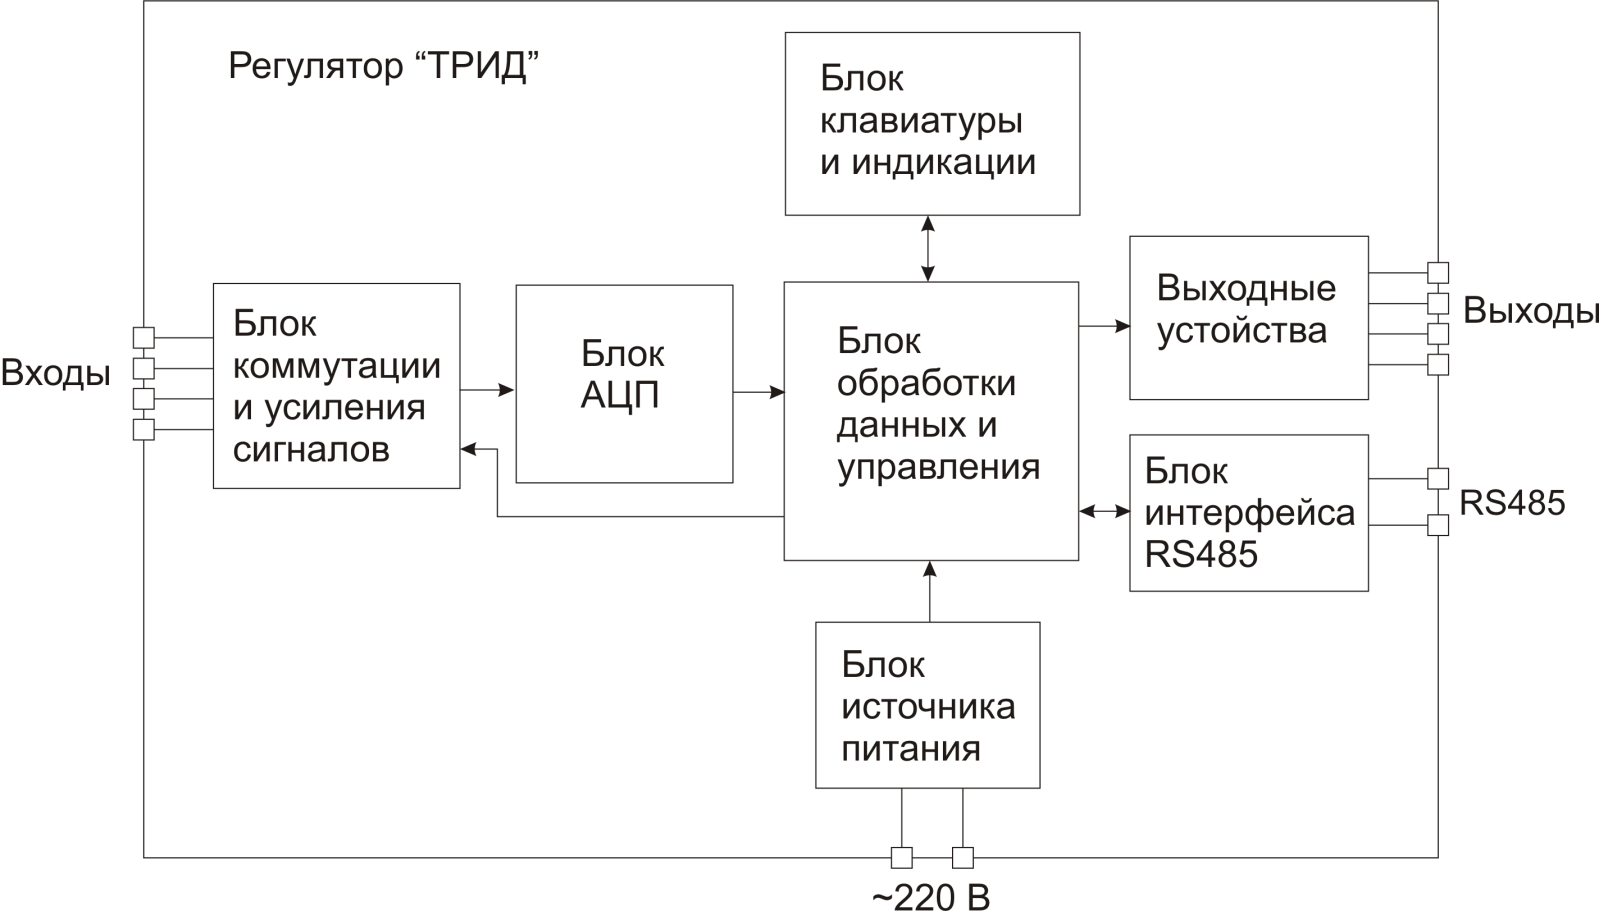 Регулятор “ТРИД”
Блок
клавиатуры
и индикации
Входы
Блок
коммутации
и усиления
сигналов
Блок
АЦП
Блок
обработки
данных и
управления
Выходные
устойства
Выходы
Блок
интерфейса
RS485
RS485
Блок
источника
питания
~220 В